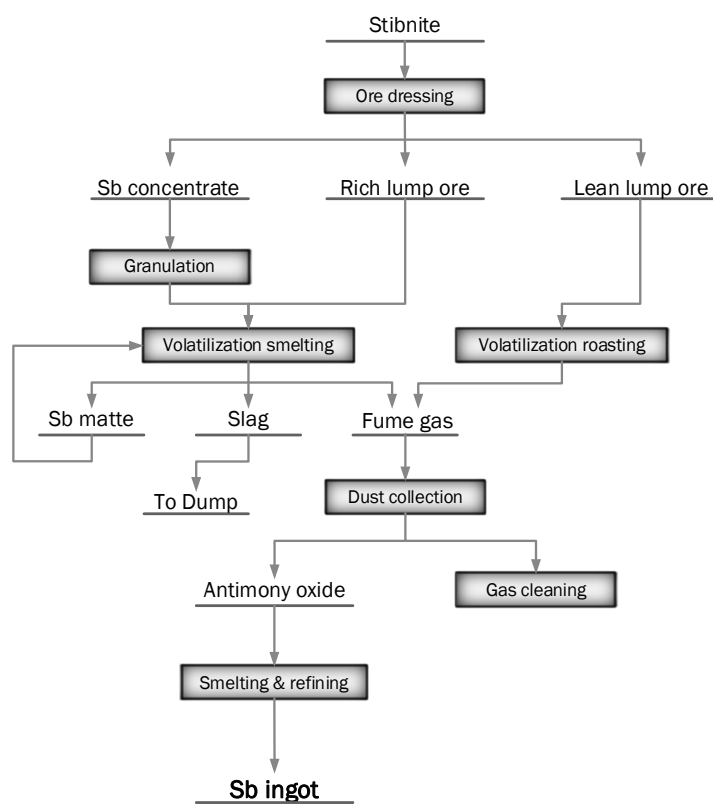 Stibnite
Ore dressing
Sb concentrate
Rich lump ore
Lean lump ore
Granulation
Volatilization smelting
Volatilization roasting
Sb matte
Slag
Fume gas
To Dump
Dust collection
Antimony oxide
Gas cleaning
Smelting & refining
Sb ingot